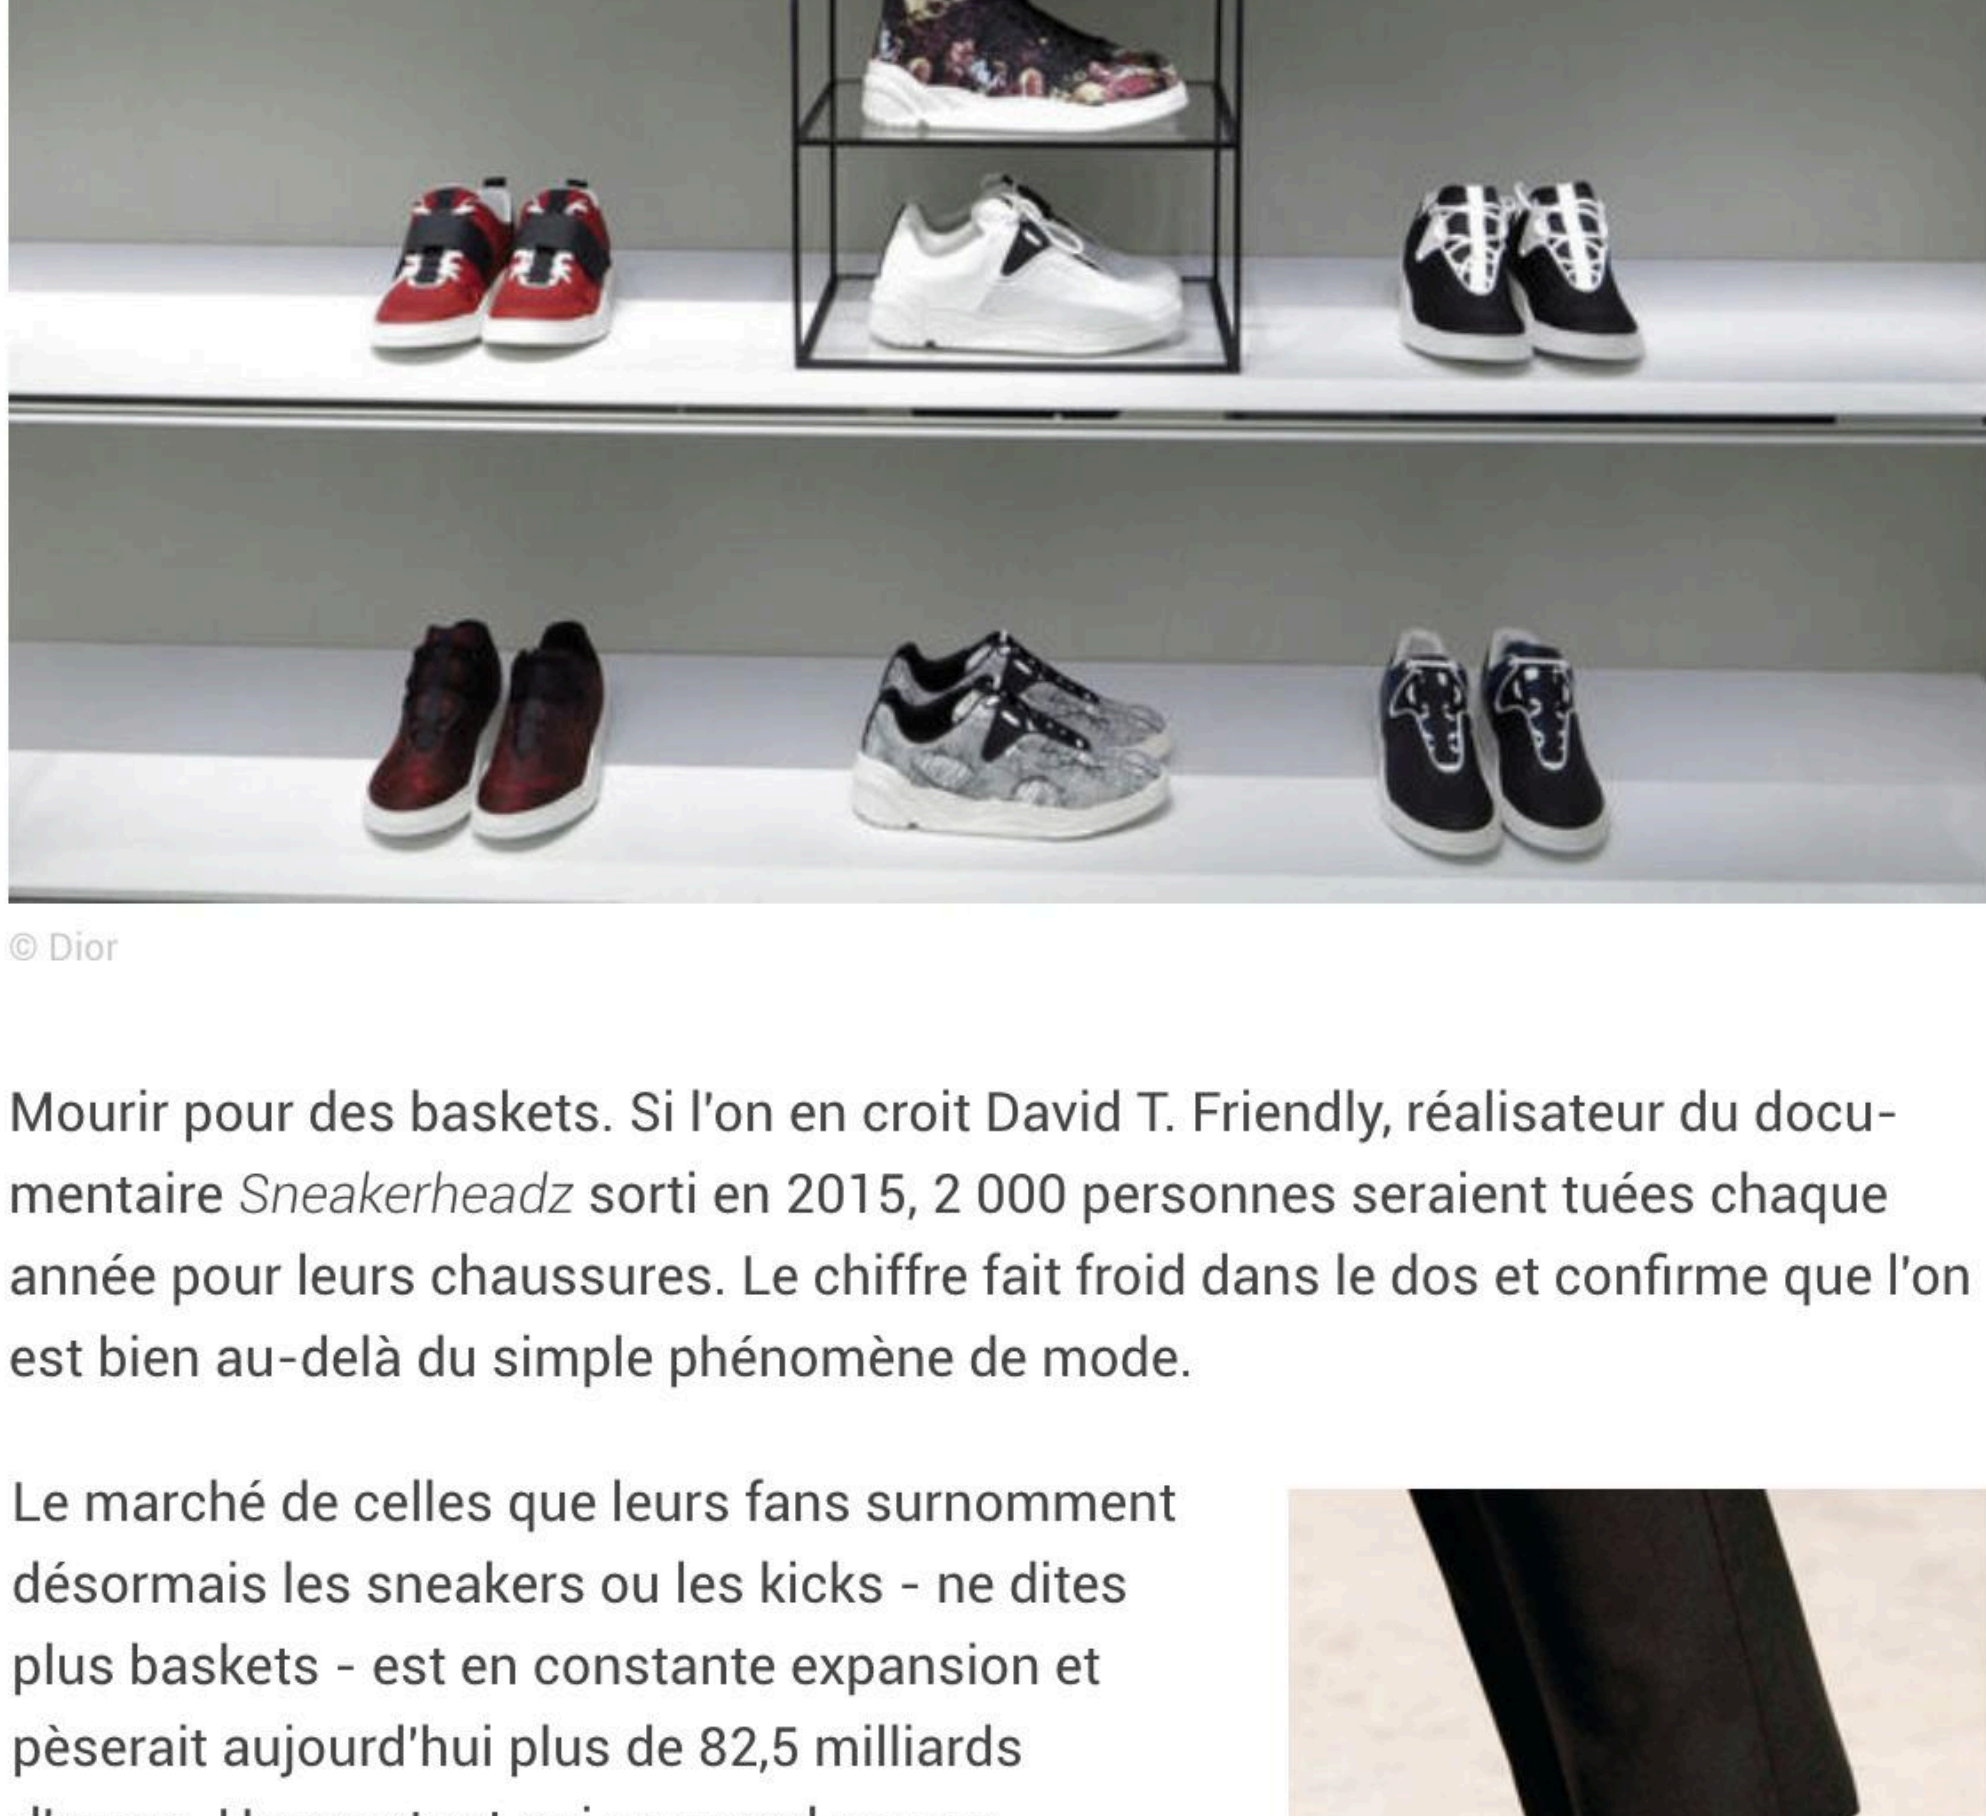 © Dior
Mourir pour des baskets. Si l'on en croit David T. Friendly, réalisateur du docu-
mentaire Sneakerheadz sorti en 2015, 2 000 personnes seraient tuées chaque
année pour leurs chaussures. Le chiffre fait froid dans le dos et confirme que l'on
est bien au-delà du simple phénomène de mode.
Le marché de celles que leurs fans surnomment
désormais les sneakers ou les kicks - ne dites
plus baskets - est en constante expansion et
pèserait aujourd'hui plus de 82,5 milliards